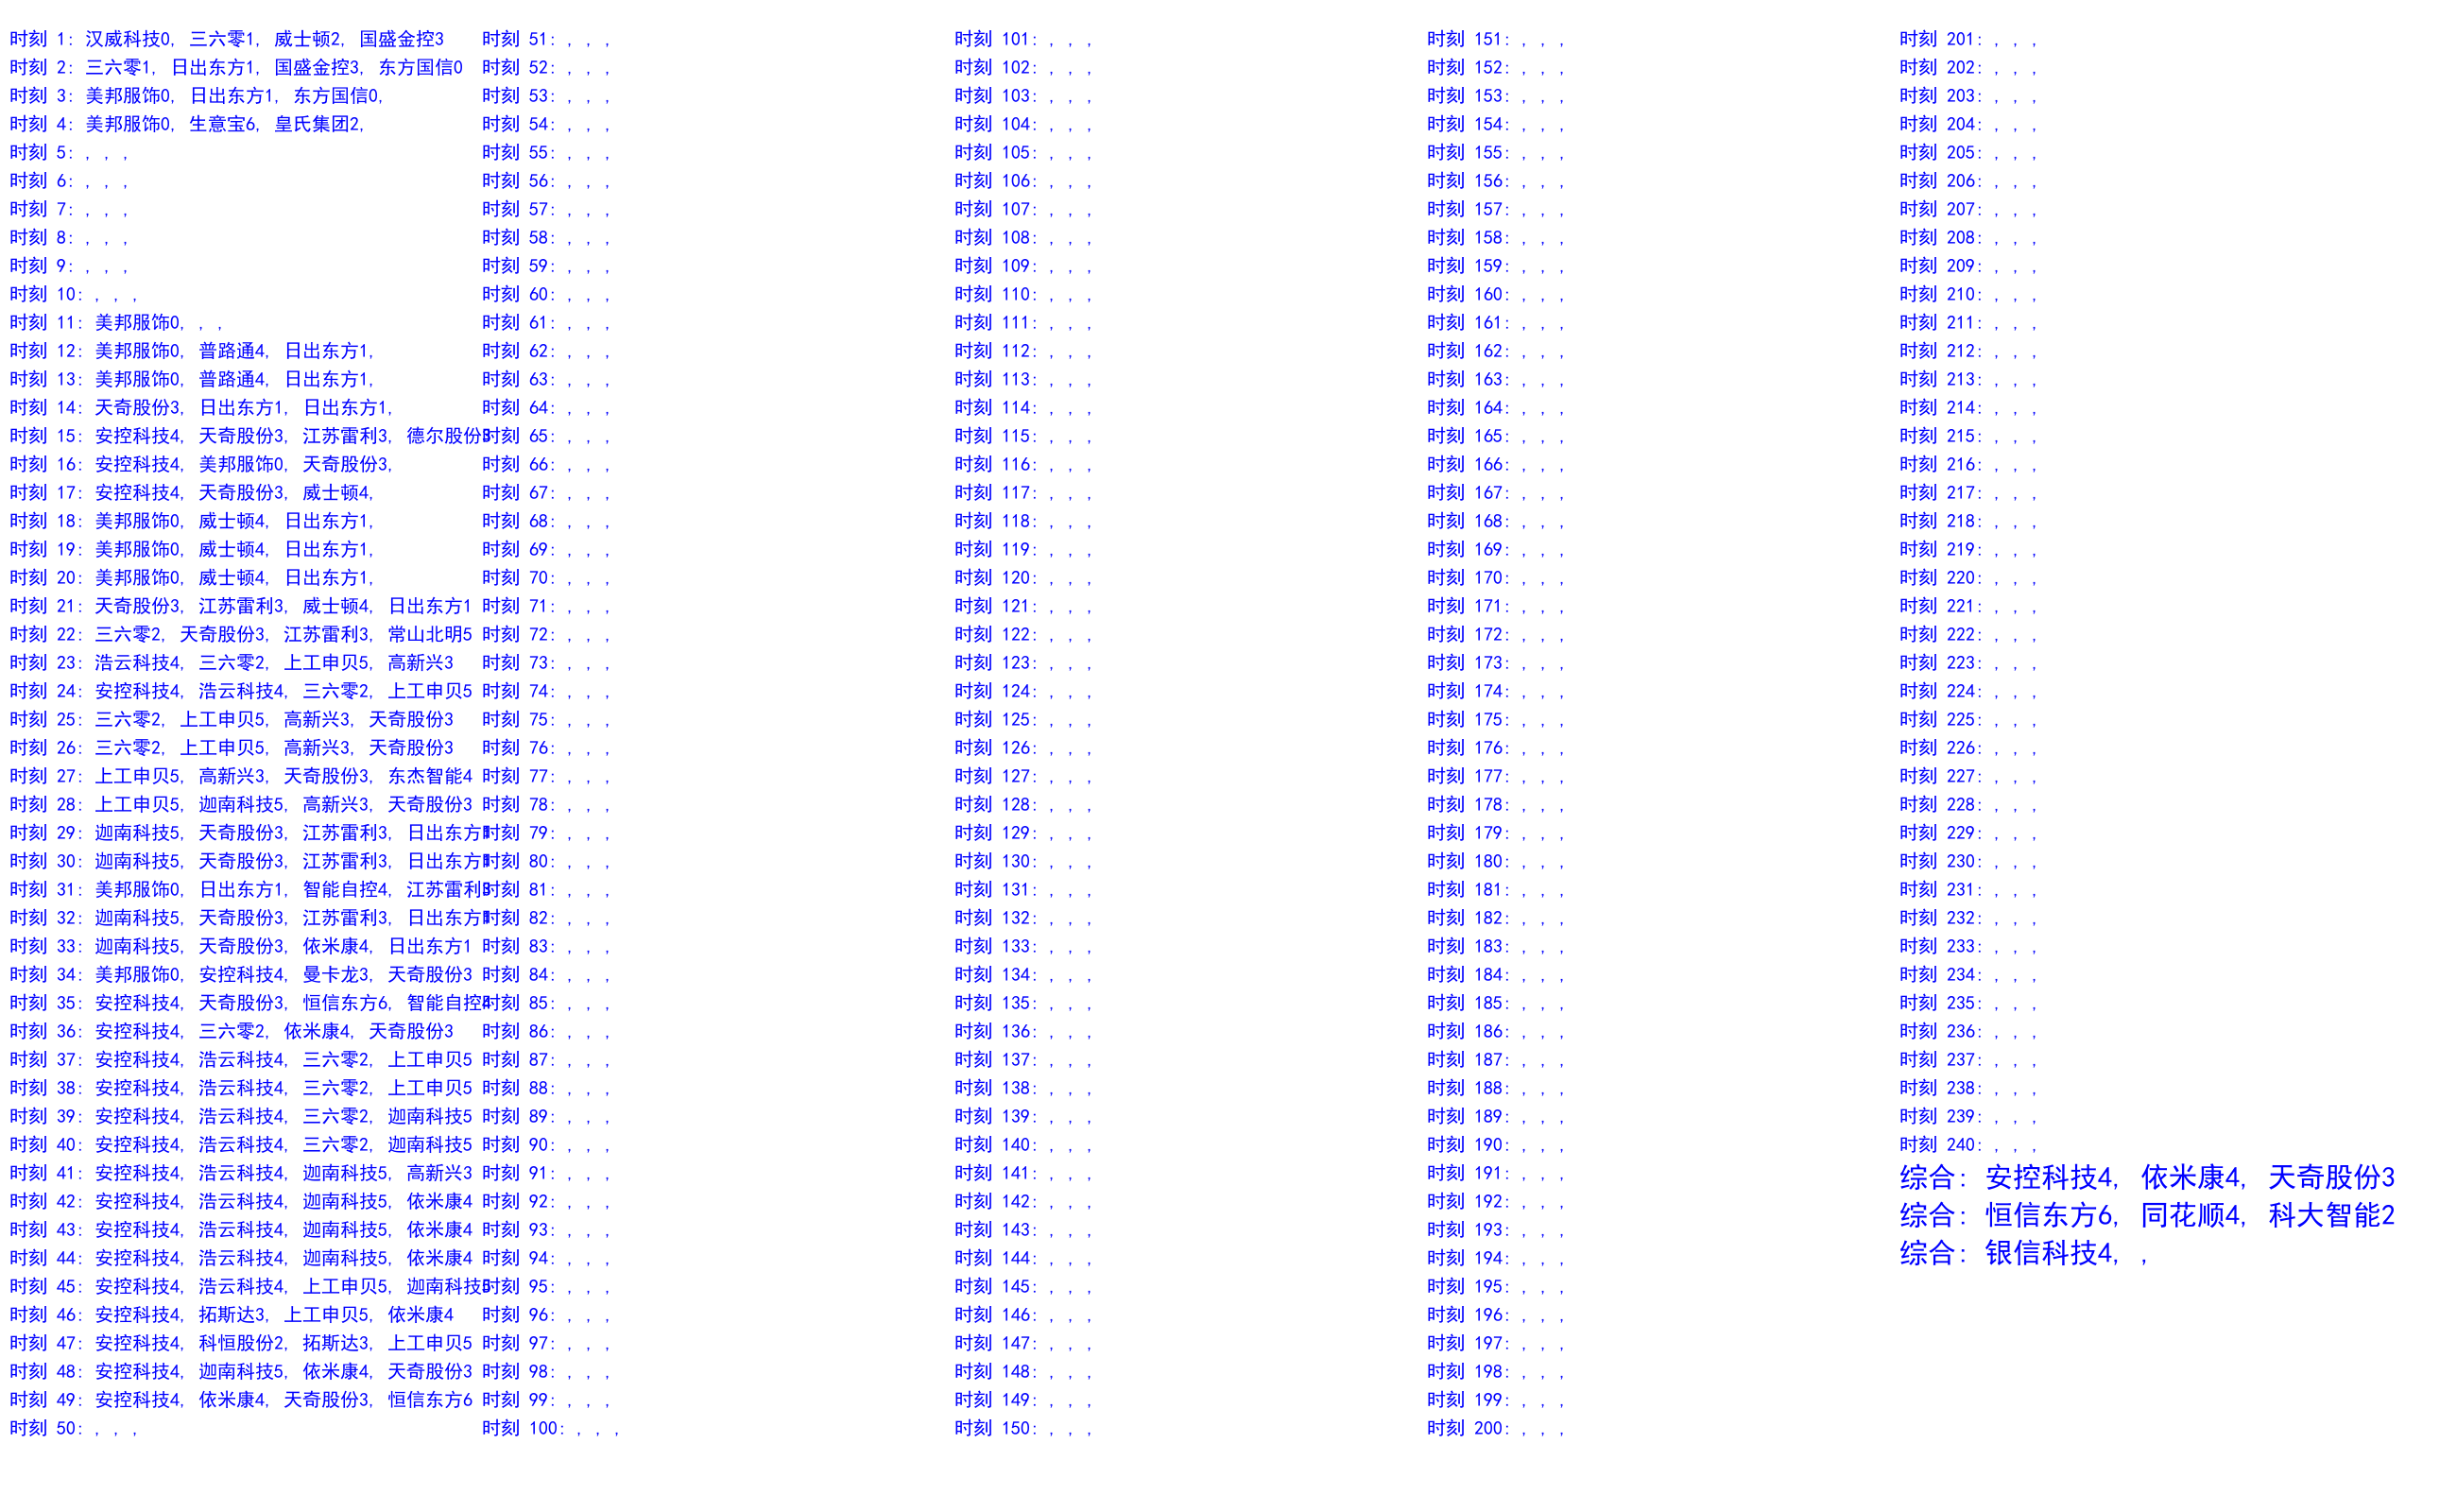 时刻 1: 汉威科技0, 三六零1, 威士顿2, 国盛金控3
时刻 2: 三六零1, 日出东方1, 国盛金控3, 东方国信0
时刻 3: 美邦服饰0, 日出东方1, 东方国信0,
时刻 4: 美邦服饰0, 生意宝6, 皇氏集团2,
时刻 5: , , ,
时刻 6: , , ,
时刻 7: , , ,
时刻 8: , , ,
时刻 9: , , ,
时刻 10: , , ,
时刻 11: 美邦服饰0, , ,
时刻 12: 美邦服饰0, 普路通4, 日出东方1,
时刻 13: 美邦服饰0, 普路通4, 日出东方1,
时刻 14: 天奇股份3, 日出东方1, 日出东方1,
时刻 15: 安控科技4, 天奇股份3, 江苏雷利3, 德尔股份
时刻 16: 安控科技4, 美邦服饰0, 天奇股份3,
时刻 17: 安控科技4, 天奇股份3, 威士顿4,
时刻 18: 美邦服饰0, 威士顿4, 日出东方1,
时刻 19: 美邦服饰0, 威士顿4, 日出东方1,
时刻 20: 美邦服饰0, 威士顿4, 日出东方1,
时刻 21: 天奇股份3, 江苏雷利3, 威士顿4, 日出东方1
时刻 22: 三六零2, 天奇股份3, 江苏雷利3, 常山北明5
时刻 23: 浩云科技4, 三六零2, 上工申贝5, 高新兴3
时刻 24: 安控科技4, 浩云科技4, 三六零2, 上工申贝5
时刻 25: 三六零2, 上工申贝5, 高新兴3, 天奇股份3
时刻 26: 三六零2, 上工申贝5, 高新兴3, 天奇股份3
时刻 27: 上工申贝5, 高新兴3, 天奇股份3, 东杰智能4
时刻 28: 上工申贝5, 迦南科技5, 高新兴3, 天奇股份3
时刻 29: 迦南科技5, 天奇股份3, 江苏雷利3, 日出东方1
时刻 30: 迦南科技5, 天奇股份3, 江苏雷利3, 日出东方1
时刻 31: 美邦服饰0, 日出东方1, 智能自控4, 江苏雷利3
时刻 32: 迦南科技5, 天奇股份3, 江苏雷利3, 日出东方1
时刻 33: 迦南科技5, 天奇股份3, 依米康4, 日出东方1
时刻 34: 美邦服饰0, 安控科技4, 曼卡龙3, 天奇股份3
时刻 35: 安控科技4, 天奇股份3, 恒信东方6, 智能自控4
时刻 36: 安控科技4, 三六零2, 依米康4, 天奇股份3
时刻 37: 安控科技4, 浩云科技4, 三六零2, 上工申贝5
时刻 38: 安控科技4, 浩云科技4, 三六零2, 上工申贝5
时刻 39: 安控科技4, 浩云科技4, 三六零2, 迦南科技5
时刻 40: 安控科技4, 浩云科技4, 三六零2, 迦南科技5
时刻 41: 安控科技4, 浩云科技4, 迦南科技5, 高新兴3
时刻 42: 安控科技4, 浩云科技4, 迦南科技5, 依米康4
时刻 43: 安控科技4, 浩云科技4, 迦南科技5, 依米康4
时刻 44: 安控科技4, 浩云科技4, 迦南科技5, 依米康4
时刻 45: 安控科技4, 浩云科技4, 上工申贝5, 迦南科技5
时刻 46: 安控科技4, 拓斯达3, 上工申贝5, 依米康4
时刻 47: 安控科技4, 科恒股份2, 拓斯达3, 上工申贝5
时刻 48: 安控科技4, 迦南科技5, 依米康4, 天奇股份3
时刻 49: 安控科技4, 依米康4, 天奇股份3, 恒信东方6
时刻 50: , , ,
时刻 51: , , ,
时刻 52: , , ,
时刻 53: , , ,
时刻 54: , , ,
时刻 55: , , ,
时刻 56: , , ,
时刻 57: , , ,
时刻 58: , , ,
时刻 59: , , ,
时刻 60: , , ,
时刻 61: , , ,
时刻 62: , , ,
时刻 63: , , ,
时刻 64: , , ,
时刻 65: , , ,
时刻 66: , , ,
时刻 67: , , ,
时刻 68: , , ,
时刻 69: , , ,
时刻 70: , , ,
时刻 71: , , ,
时刻 72: , , ,
时刻 73: , , ,
时刻 74: , , ,
时刻 75: , , ,
时刻 76: , , ,
时刻 77: , , ,
时刻 78: , , ,
时刻 79: , , ,
时刻 80: , , ,
时刻 81: , , ,
时刻 82: , , ,
时刻 83: , , ,
时刻 84: , , ,
时刻 85: , , ,
时刻 86: , , ,
时刻 87: , , ,
时刻 88: , , ,
时刻 89: , , ,
时刻 90: , , ,
时刻 91: , , ,
时刻 92: , , ,
时刻 93: , , ,
时刻 94: , , ,
时刻 95: , , ,
时刻 96: , , ,
时刻 97: , , ,
时刻 98: , , ,
时刻 99: , , ,
时刻 100: , , ,
时刻 101: , , ,
时刻 102: , , ,
时刻 103: , , ,
时刻 104: , , ,
时刻 105: , , ,
时刻 106: , , ,
时刻 107: , , ,
时刻 108: , , ,
时刻 109: , , ,
时刻 110: , , ,
时刻 111: , , ,
时刻 112: , , ,
时刻 113: , , ,
时刻 114: , , ,
时刻 115: , , ,
时刻 116: , , ,
时刻 117: , , ,
时刻 118: , , ,
时刻 119: , , ,
时刻 120: , , ,
时刻 121: , , ,
时刻 122: , , ,
时刻 123: , , ,
时刻 124: , , ,
时刻 125: , , ,
时刻 126: , , ,
时刻 127: , , ,
时刻 128: , , ,
时刻 129: , , ,
时刻 130: , , ,
时刻 131: , , ,
时刻 132: , , ,
时刻 133: , , ,
时刻 134: , , ,
时刻 135: , , ,
时刻 136: , , ,
时刻 137: , , ,
时刻 138: , , ,
时刻 139: , , ,
时刻 140: , , ,
时刻 141: , , ,
时刻 142: , , ,
时刻 143: , , ,
时刻 144: , , ,
时刻 145: , , ,
时刻 146: , , ,
时刻 147: , , ,
时刻 148: , , ,
时刻 149: , , ,
时刻 150: , , ,
时刻 151: , , ,
时刻 152: , , ,
时刻 153: , , ,
时刻 154: , , ,
时刻 155: , , ,
时刻 156: , , ,
时刻 157: , , ,
时刻 158: , , ,
时刻 159: , , ,
时刻 160: , , ,
时刻 161: , , ,
时刻 162: , , ,
时刻 163: , , ,
时刻 164: , , ,
时刻 165: , , ,
时刻 166: , , ,
时刻 167: , , ,
时刻 168: , , ,
时刻 169: , , ,
时刻 170: , , ,
时刻 171: , , ,
时刻 172: , , ,
时刻 173: , , ,
时刻 174: , , ,
时刻 175: , , ,
时刻 176: , , ,
时刻 177: , , ,
时刻 178: , , ,
时刻 179: , , ,
时刻 180: , , ,
时刻 181: , , ,
时刻 182: , , ,
时刻 183: , , ,
时刻 184: , , ,
时刻 185: , , ,
时刻 186: , , ,
时刻 187: , , ,
时刻 188: , , ,
时刻 189: , , ,
时刻 190: , , ,
时刻 191: , , ,
时刻 192: , , ,
时刻 193: , , ,
时刻 194: , , ,
时刻 195: , , ,
时刻 196: , , ,
时刻 197: , , ,
时刻 198: , , ,
时刻 199: , , ,
时刻 200: , , ,
时刻 201: , , ,
时刻 202: , , ,
时刻 203: , , ,
时刻 204: , , ,
时刻 205: , , ,
时刻 206: , , ,
时刻 207: , , ,
时刻 208: , , ,
时刻 209: , , ,
时刻 210: , , ,
时刻 211: , , ,
时刻 212: , , ,
时刻 213: , , ,
时刻 214: , , ,
时刻 215: , , ,
时刻 216: , , ,
时刻 217: , , ,
时刻 218: , , ,
时刻 219: , , ,
时刻 220: , , ,
时刻 221: , , ,
时刻 222: , , ,
时刻 223: , , ,
时刻 224: , , ,
时刻 225: , , ,
时刻 226: , , ,
时刻 227: , , ,
时刻 228: , , ,
时刻 229: , , ,
时刻 230: , , ,
时刻 231: , , ,
时刻 232: , , ,
时刻 233: , , ,
时刻 234: , , ,
时刻 235: , , ,
时刻 236: , , ,
时刻 237: , , ,
时刻 238: , , ,
时刻 239: , , ,
时刻 240: , , ,
综合: 安控科技4, 依米康4, 天奇股份3
综合: 恒信东方6, 同花顺4, 科大智能2
综合: 银信科技4, ,